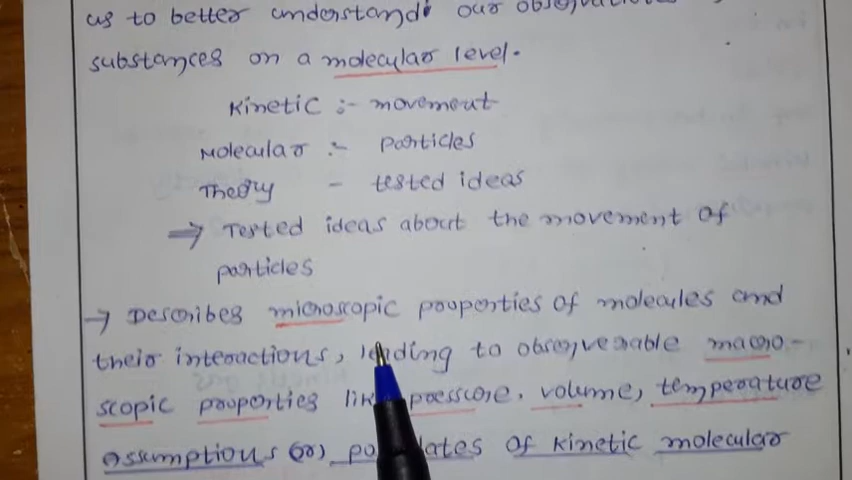 us to better understand our observations
substances on a molecular level.
Kinetic :- movement
Molecular :- Particles
Theory - tested ideas
⇒ Tested ideas about the movement of
particles
→ Describes microscopic properties of molecules and
their interactions, leading to observeable macro-
scopic properties like pressure, volume, temperature
assumptions (or) postulates of kinetic molecular